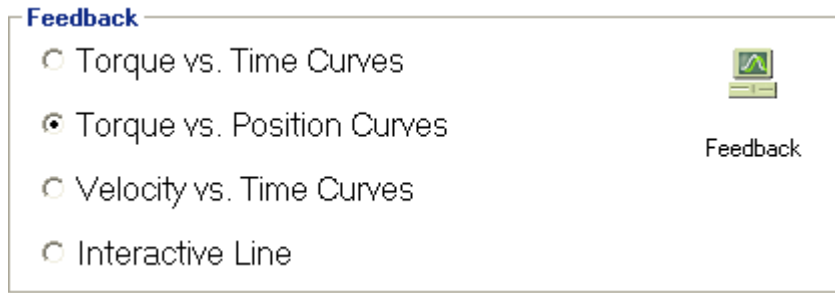 Feedback
Torque vs. Time Curves
Torque vs. Position Curves
Feedback
Velocity vs. Time Curves
Interactive Line